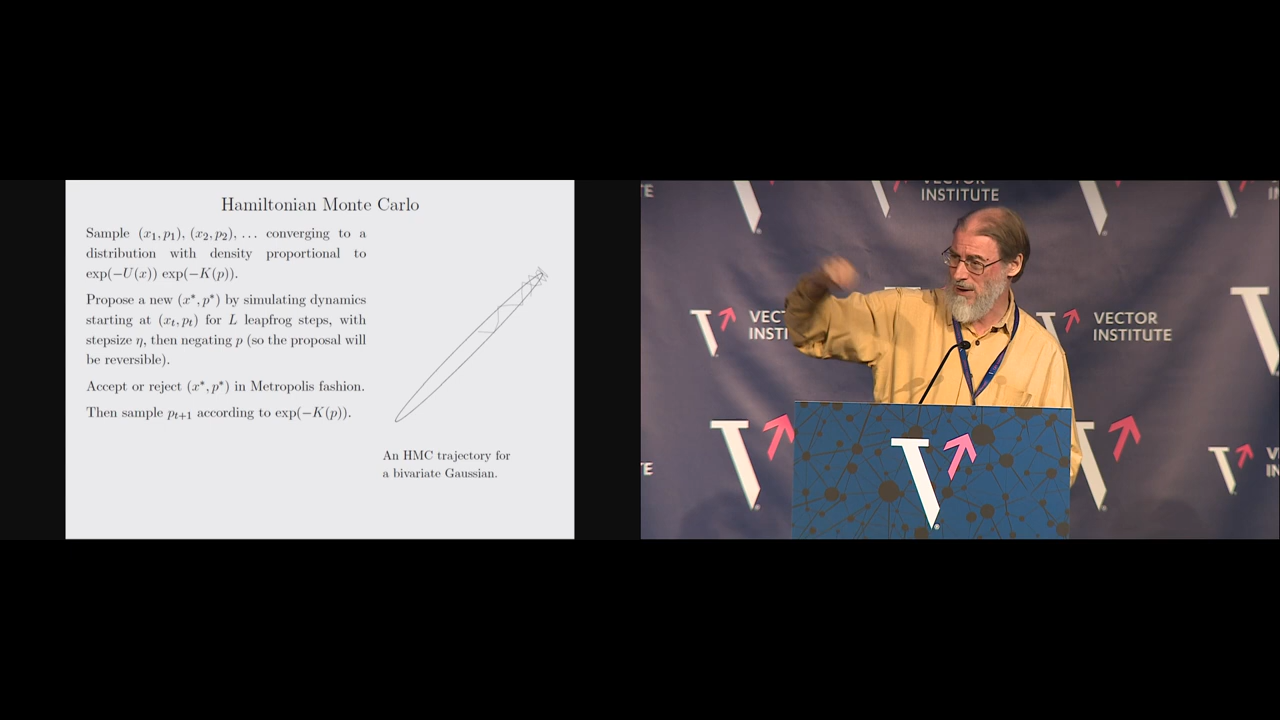 Hamiltonian Monte Carlo
Sample (x₁, p₁), (x₂, p₂), … converging to a
distribution with density proportional to
exp(−U(x)) exp(−K(p)).
Propose a new (x*, p*) by simulating dynamics
starting at (xₜ, pₜ) for L leapfrog steps, with
stepsize η, then negating p (so the proposal will
be reversible).
Accept or reject (x*, p*) in Metropolis fashion.
Then sample pₜ₊₁ according to exp(−K(p)).
An HMC trajectory for
a bivariate Gaussian.
VECTOR
INSTITUTE
VECT
INSTIT
VECTOR
INSTITUTE